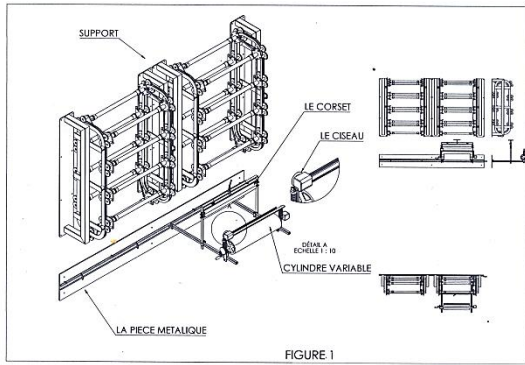 SUPPORT
LE CORSET
LE CISEAU
DÉTAIL A
ECHELLE 1 : 10
CYLINDRE VARIABLE
LA PIECE METALIQUE
FIGURE 1